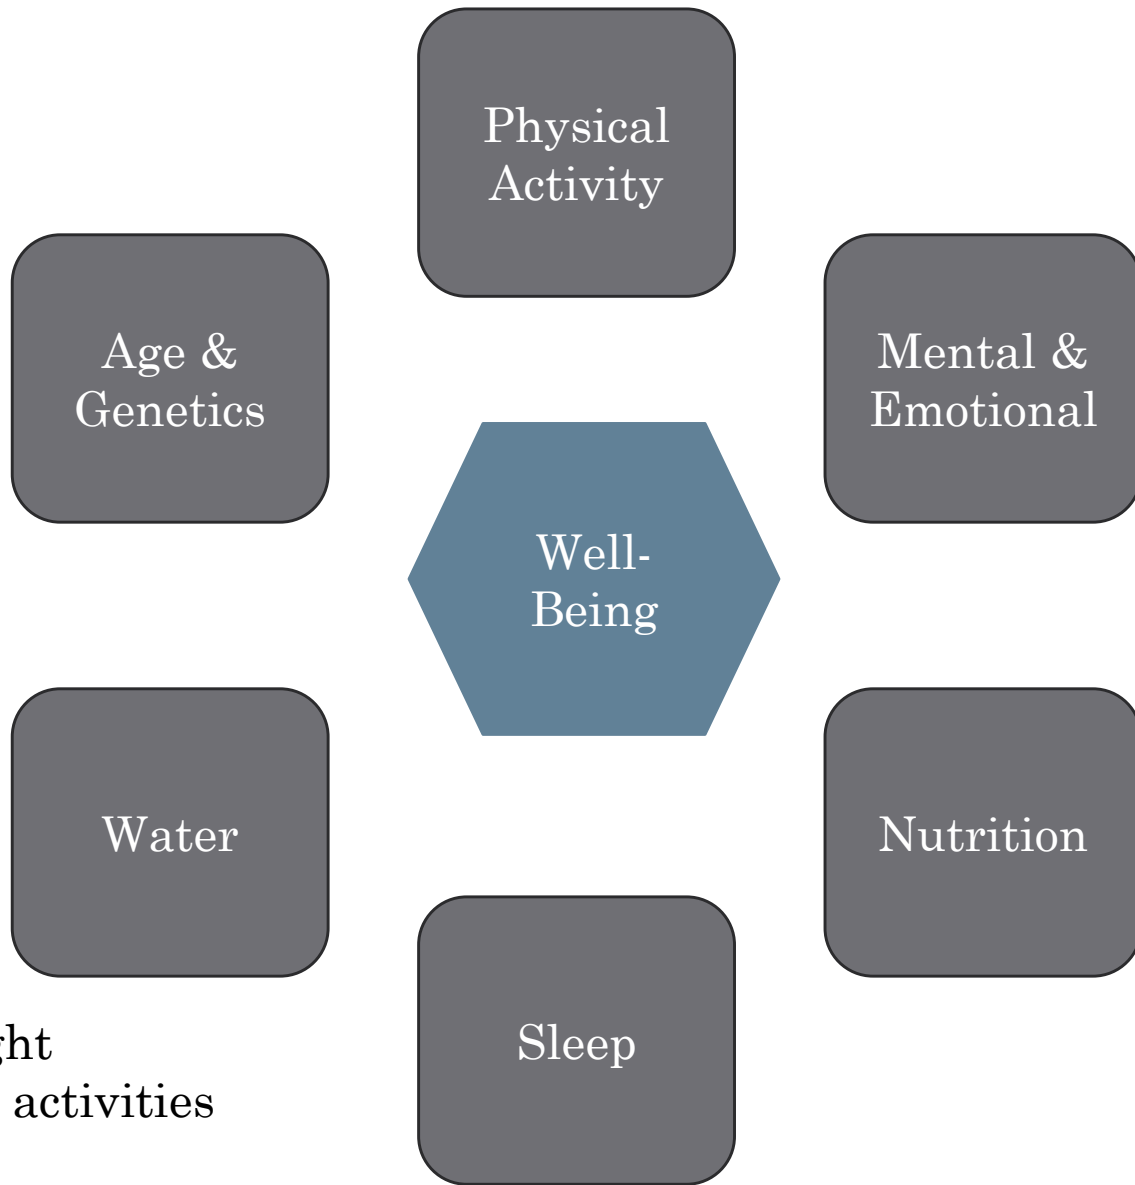 Physical
Activity
Age &
Genetics
Mental &
Emotional
Well-
Being
Water
Nutrition
Sleep
activities